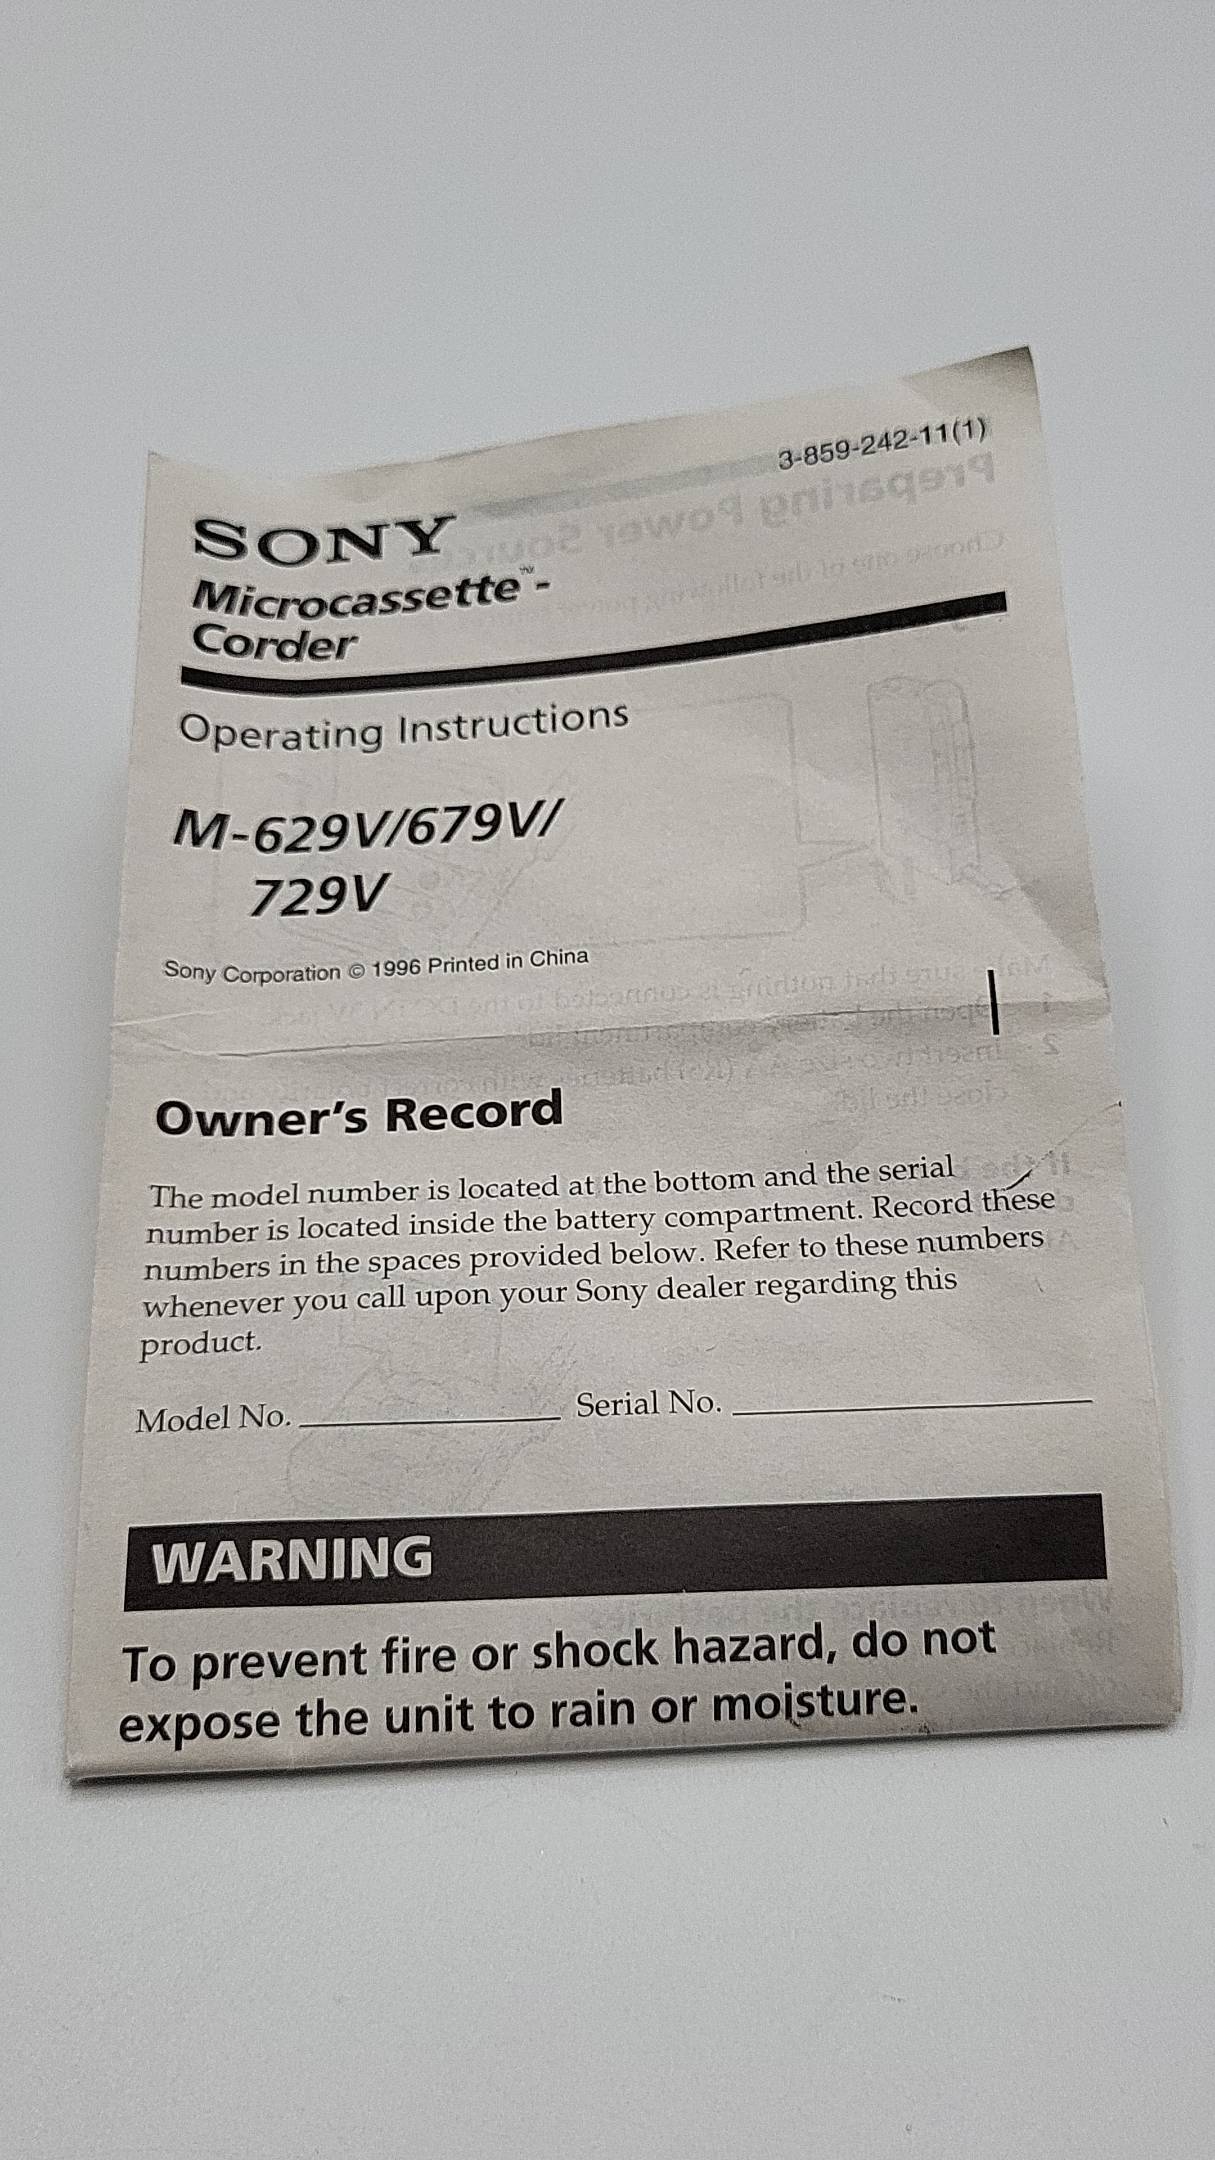 3-859-242-11(1)
SONY
Microcassette™-
Corder
Operating Instructions
M-629V/679V/
729V
Sony Corporation © 1996 Printed in China
Owner's Record
The model number is located at the bottom and the serial
number is located inside the battery compartment. Record these
numbers in the spaces provided below. Refer to these numbers
whenever you call upon your Sony dealer regarding this
product.
Model No. Serial No.
WARNING
To prevent fire or shock hazard, do not
expose the unit to rain or moisture.